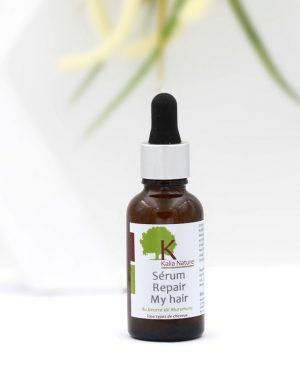 K
Kalia Nature
Sérum
Repair
My hair
Au beurre de Murumuru
Tous types de cheveux